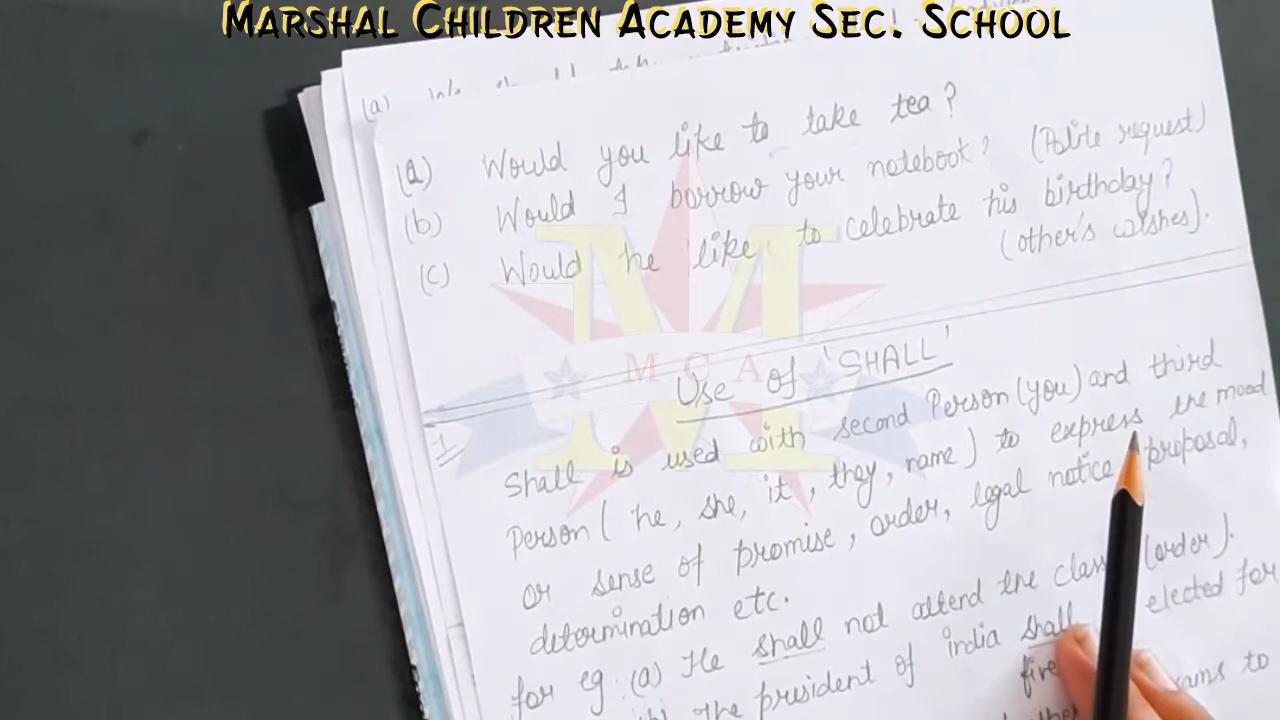 MARSHAL CHILDREN ACADEMY SEC. SCHOOL
(a)
(a) Would you like to take tea?
(b) Would I borrow your notebook? (Polite request)
(c) Would he like to celebrate his birthday?
(other's wishes).
M C A
Use of 'SHALL'
1 Shall is used with second Person (you) and third
Person ( he, she, it, they, name ) to express the mood
or sense of promise, order, legal notice, proposal,
determination etc.
for eg. (a) He shall not attend the class (order).
the president of india shall elected for
five